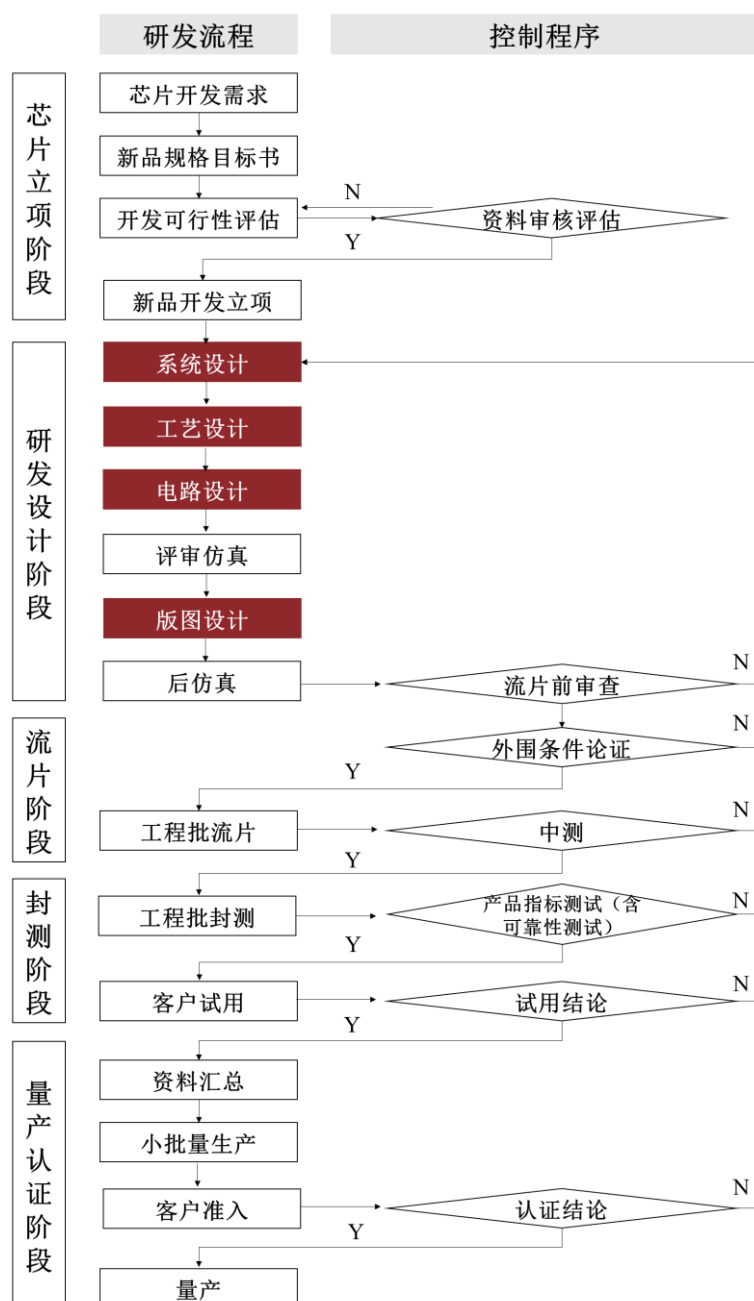 研发流程
控制程序
芯片立项阶段
芯片开发需求
新品规格目标书
N
开发可行性评估
资料审核评估
Y
新品开发立项
研发设计阶段
系统设计
工艺设计
电路设计
评审仿真
版图设计
后仿真
流片前审查
N
流片阶段
外围条件论证
N
Y
工程批流片
中测
N
Y
封测阶段
工程批封测
产品指标测试（含
可靠性测试）
N
Y
客户试用
试用结论
N
Y
量产认证阶段
资料汇总
小批量生产
客户准入
认证结论
N
Y
量产